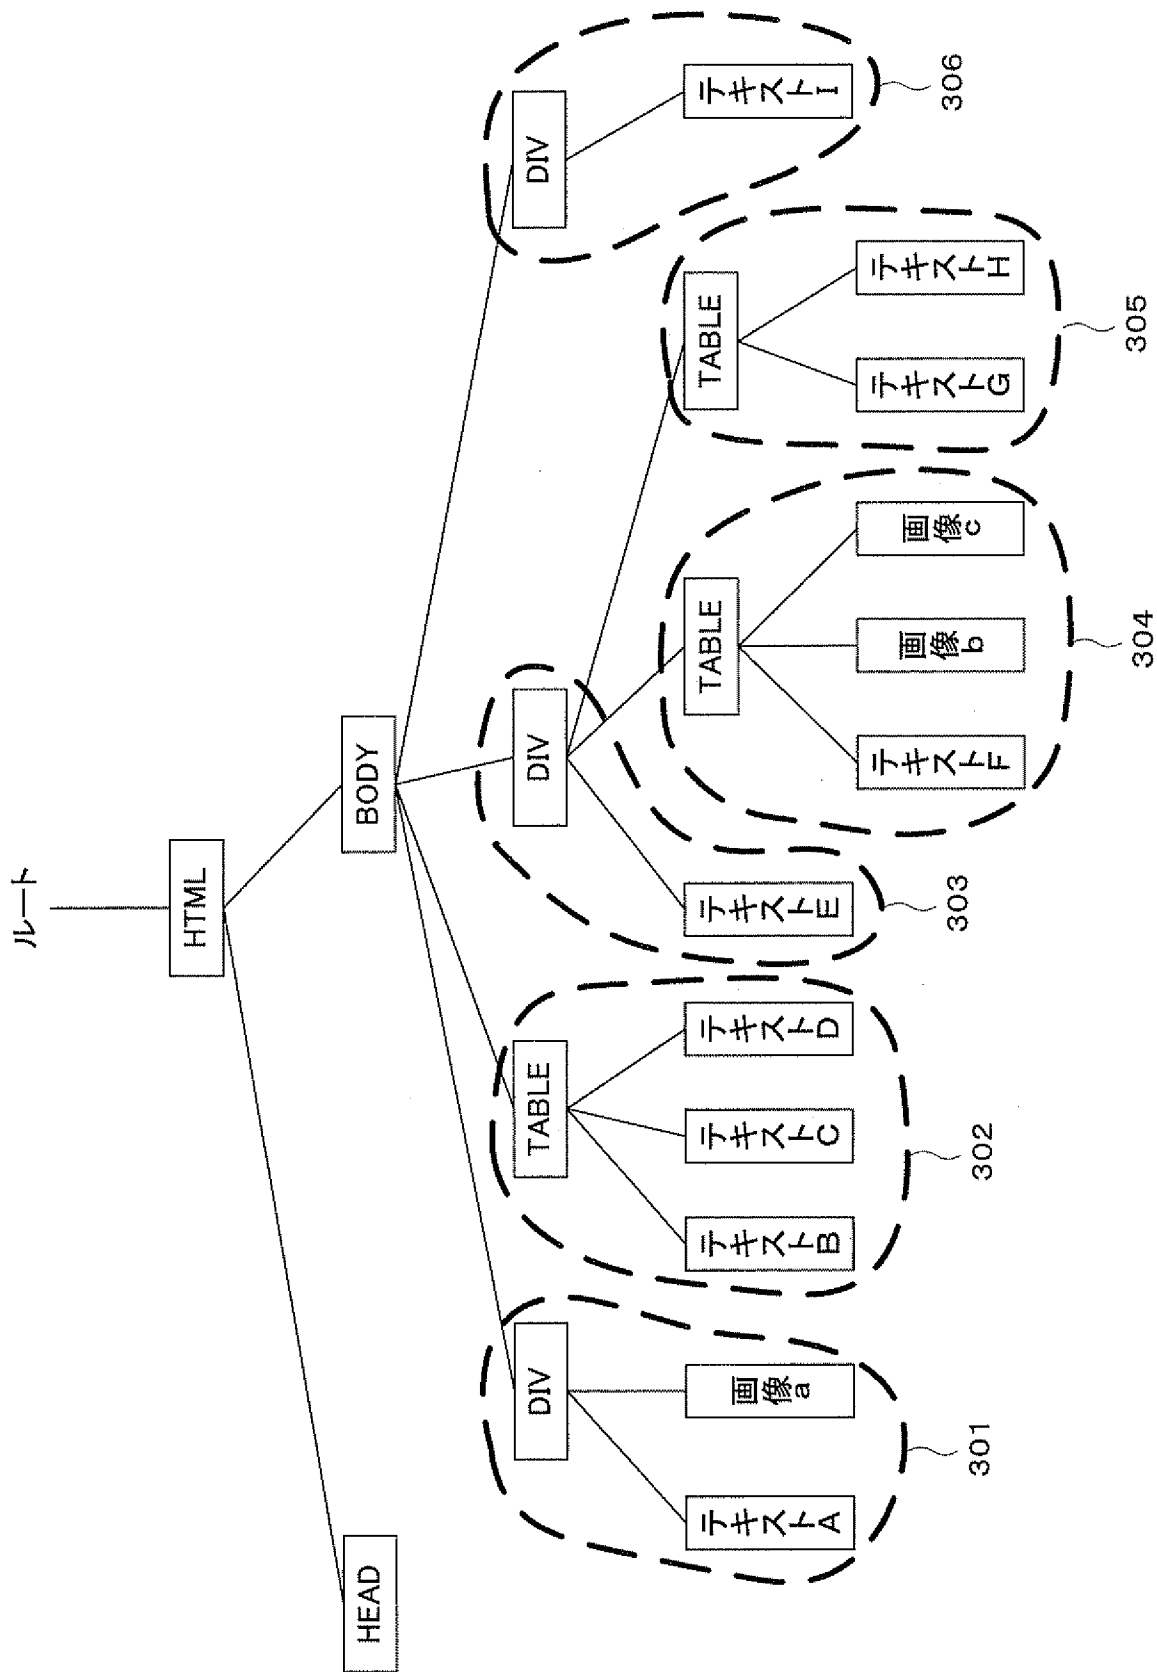 ルート
HTML
HEAD
BODY
DIV
TABLE
DIV
DIV
テキストA
画像a
テキストB
テキストC
テキストD
テキストE
TABLE
TABLE
テキストI
テキストF
画像b
画像c
テキストG
テキストH
301
302
303
304
305
306